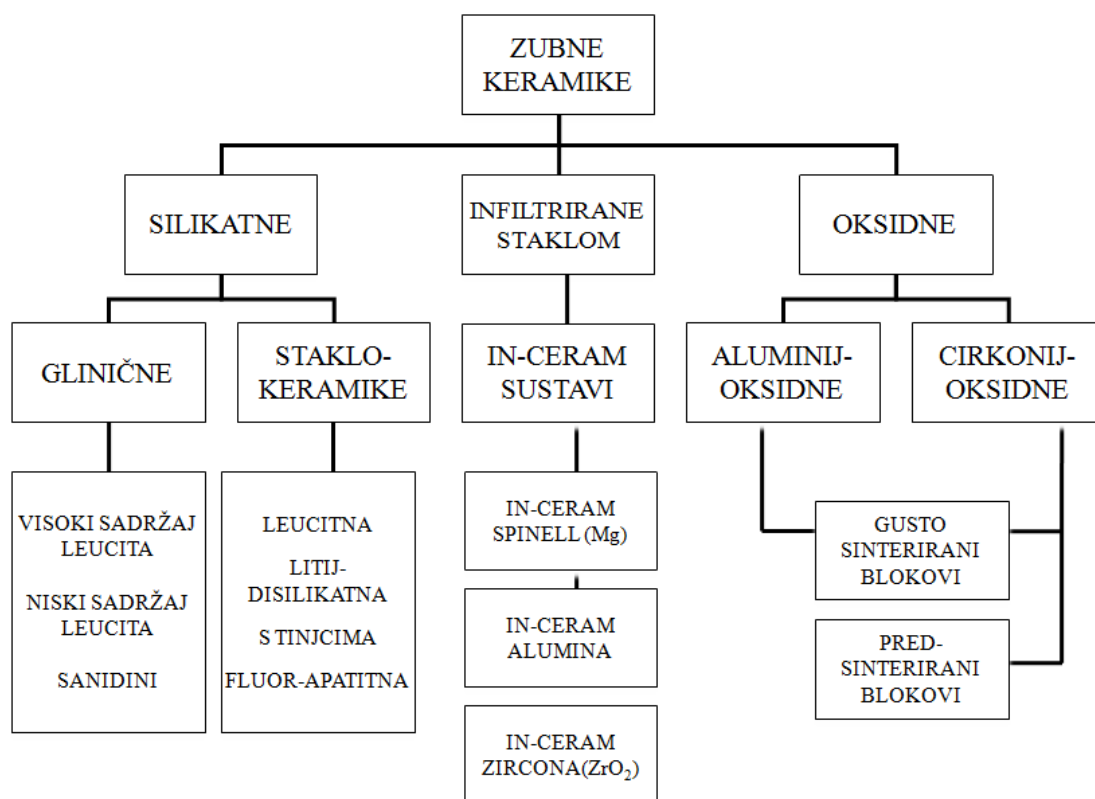 ZUBNE
KERAMIKE
SILIKATNE
INFILTRIRANE
STAKLOM
OKSIDNE
GLINIČNE
STAKLO-
KERAMIKE
IN-CERAM
SUSTAVI
ALUMINIJ-
OKSIDNE
CIRKONIJ-
OKSIDNE
VISOKI SADRŽAJ
LEUCITA
NISKI SADRŽAJ
LEUCITA
SANIDINI
LEUCITNA
LITIJ-
DISILIKATNA
S TINJCIMA
FLUOR-APATITNA
IN-CERAM
SPINELL (Mg)
IN-CERAM
ALUMINA
IN-CERAM
ZIRCONA(ZrO₂)
GUSTO
SINTERIRANI
BLOKOVI
PRED-
SINTERIRANI
BLOKOVI